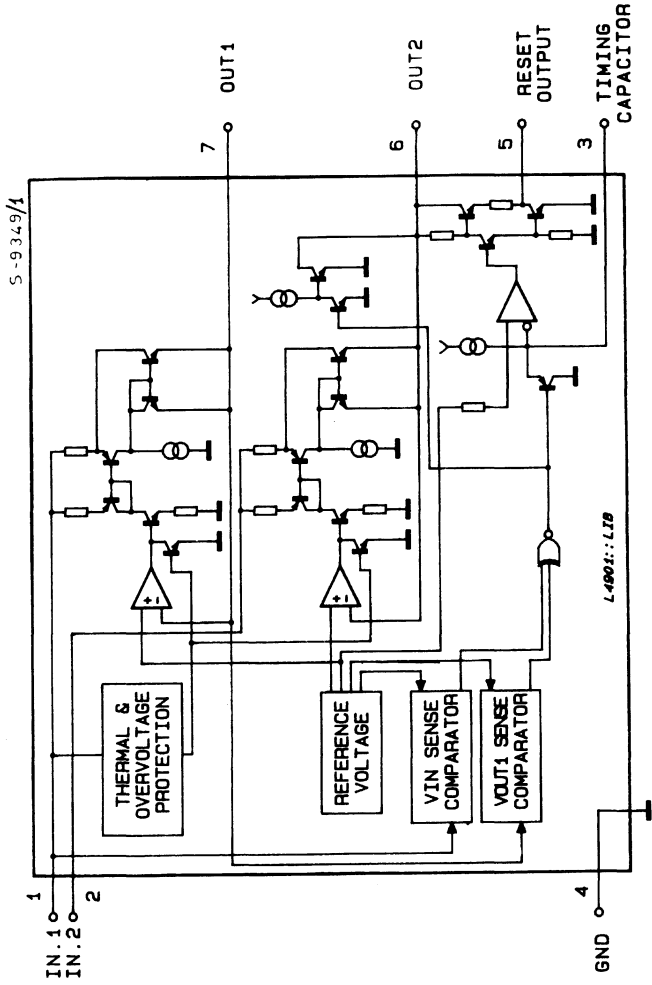 S-9349/1
IN.1
IN.2
1
2
THERMAL &
OVERVOLTAGE
PROTECTION
+
-
7
OUT1
+
-
REFERENCE
VOLTAGE
6
OUT2
VIN SENSE
COMPARATOR
VOUT1 SENSE
COMPARATOR
5
RESET
OUTPUT
3
TIMING
CAPACITOR
4
GND
L4901::LIB